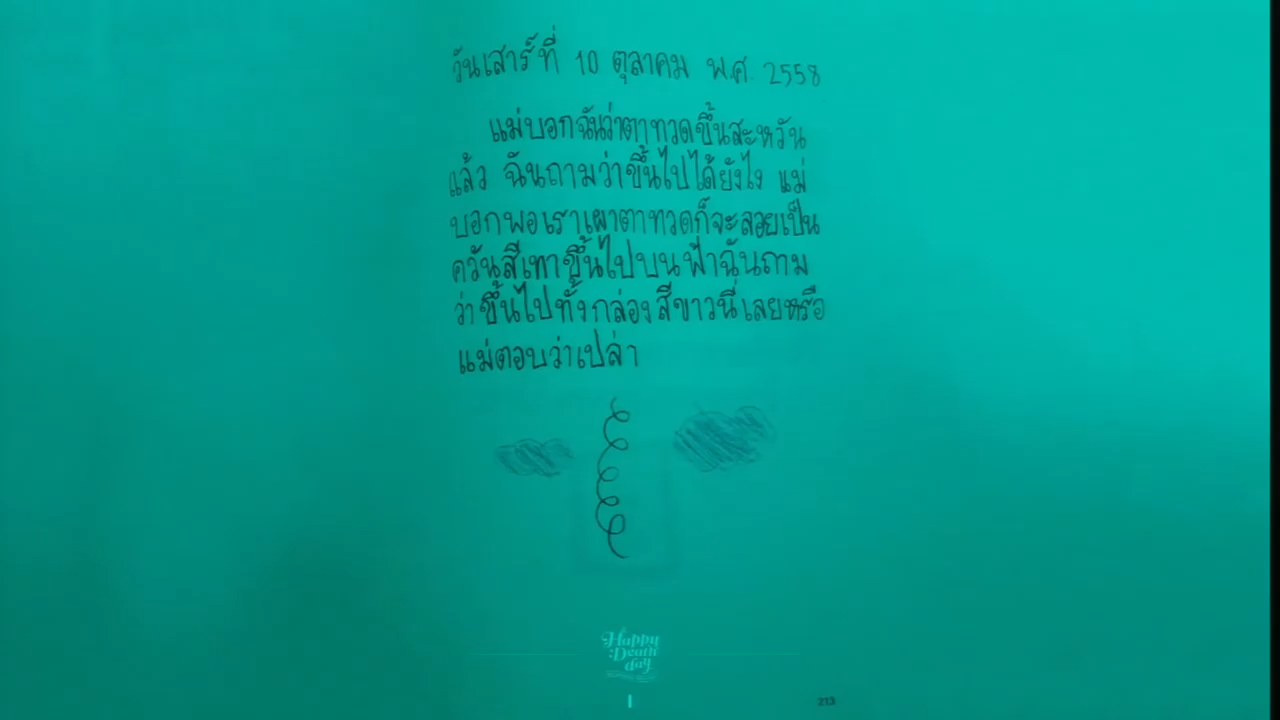 วันเสาร์ที่ 10 ตุลาคม พ.ศ. 2558
แม่บอกฉันว่าตาทวดขึ้นสะหวัน
แล้ว ฉันถามว่าขึ้นไปได้ยังไง แม่
บอกพอเราเผาตาทวดก็จะลอยเป็น
ควันสีเทาขึ้นไปบนฟ้าฉันถาม
ว่าขึ้นไปทั้งกล่องสีขาวนี่เลยหรือ
แม่ตอบว่าเปล่า
Happy
Death
day
213